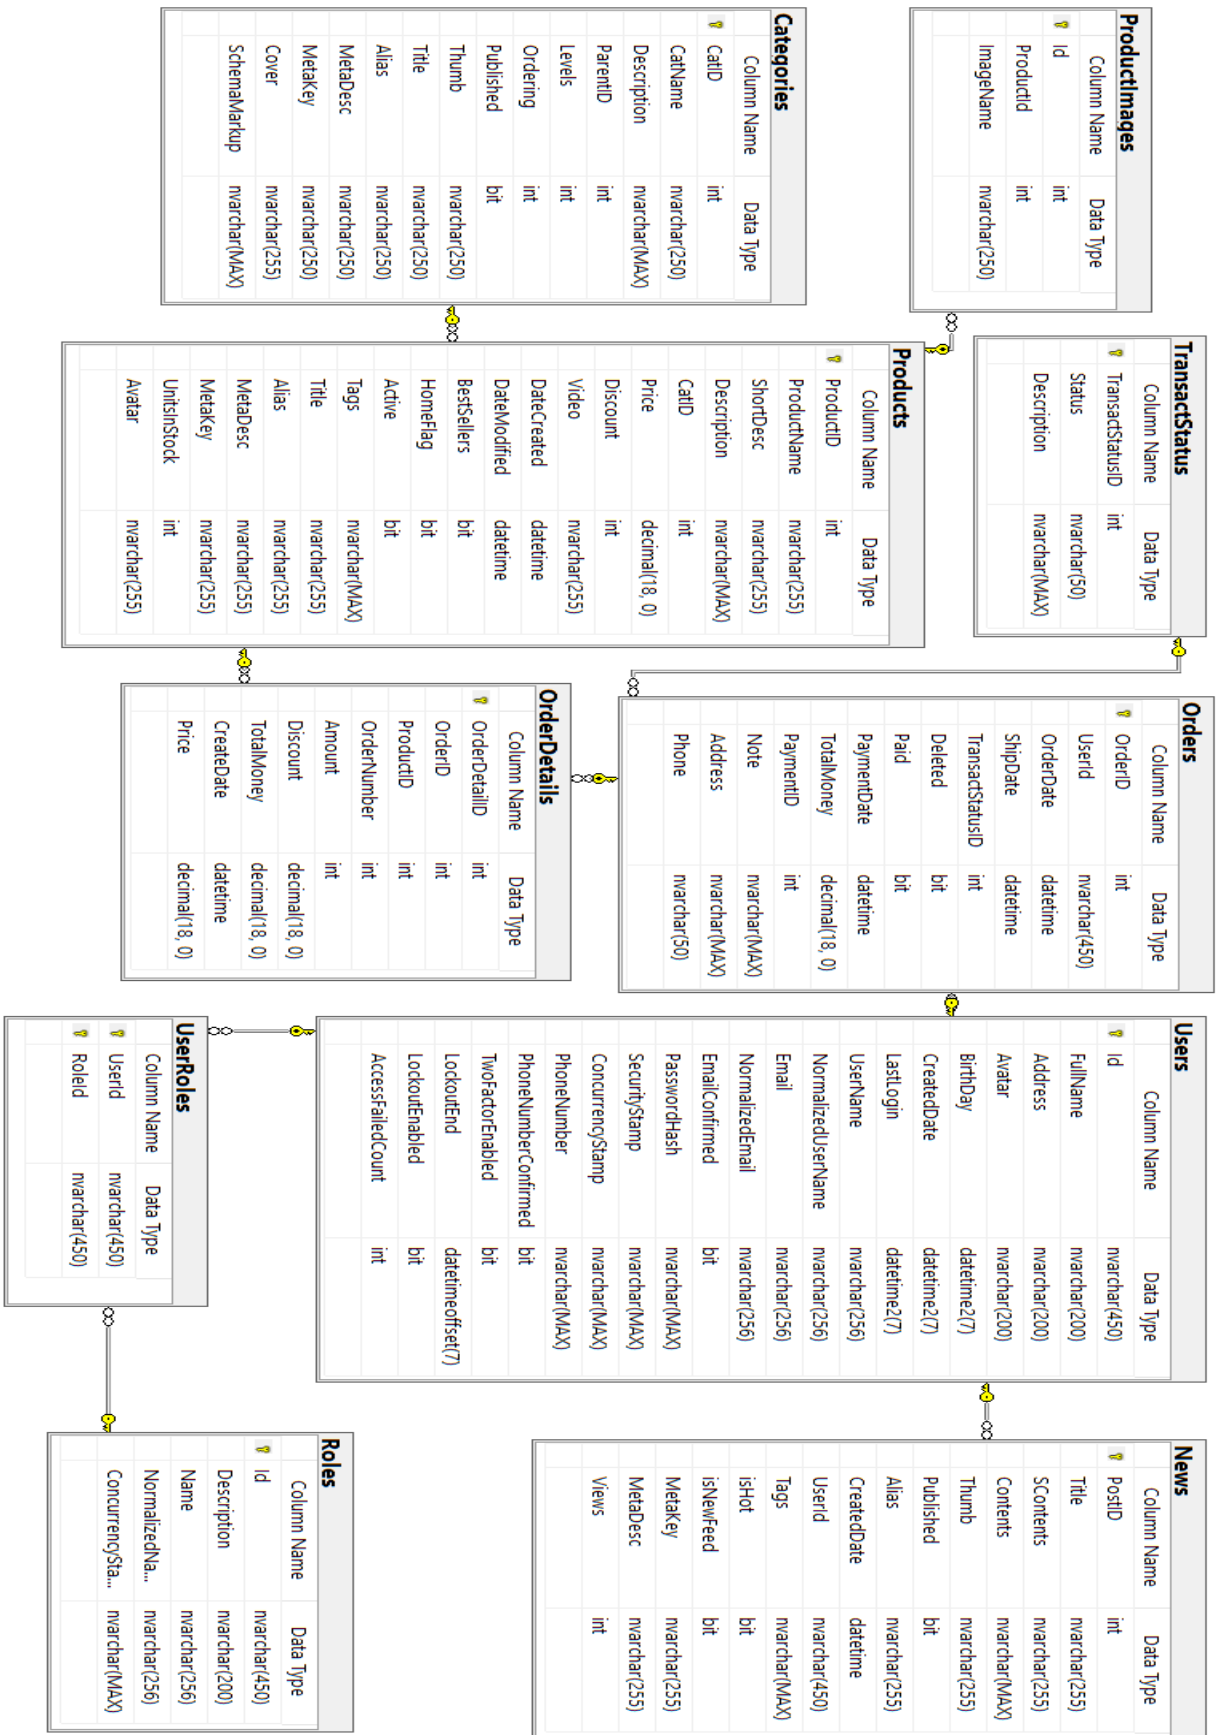 ProductImages
Column Name Data Type
Id int
ProductId int
ImageName nvarchar(250)
Categories
Column Name Data Type
CatID int
CatName nvarchar(250)
Description nvarchar(MAX)
ParentID int
Levels int
Ordering int
Published bit
Thumb nvarchar(250)
Title nvarchar(250)
Alias nvarchar(250)
MetaDesc nvarchar(250)
MetaKey nvarchar(250)
Cover nvarchar(255)
SchemaMarkup nvarchar(MAX)
TransactStatus
Column Name Data Type
TransactStatusID int
Status nvarchar(50)
Description nvarchar(MAX)
Products
Column Name Data Type
ProductID int
ProductName nvarchar(255)
ShortDesc nvarchar(255)
Description nvarchar(MAX)
CatID int
Price decimal(18, 0)
Discount int
Video nvarchar(255)
DateCreated datetime
DateModified datetime
BestSellers bit
HomeFlag bit
Active bit
Tags nvarchar(MAX)
Title nvarchar(255)
Alias nvarchar(255)
MetaDesc nvarchar(255)
MetaKey nvarchar(255)
UnitsInStock int
Avatar nvarchar(255)
Orders
Column Name Data Type
OrderID int
UserId nvarchar(450)
OrderDate datetime
ShipDate datetime
TransactStatusID int
Deleted bit
Paid bit
PaymentDate datetime
TotalMoney decimal(18, 0)
PaymentID int
Note nvarchar(MAX)
Address nvarchar(MAX)
Phone nvarchar(50)
OrderDetails
Column Name Data Type
OrderDetailID int
OrderID int
ProductID int
OrderNumber int
Amount int
Discount decimal(18, 0)
TotalMoney decimal(18, 0)
CreateDate datetime
Price decimal(18, 0)
Users
Column Name Data Type
Id nvarchar(450)
FullName nvarchar(200)
Address nvarchar(200)
Avatar nvarchar(200)
BirthDay datetime2(7)
CreatedDate datetime2(7)
LastLogin datetime2(7)
UserName nvarchar(256)
NormalizedUserName nvarchar(256)
Email nvarchar(256)
NormalizedEmail nvarchar(256)
EmailConfirmed bit
PasswordHash nvarchar(MAX)
SecurityStamp nvarchar(MAX)
ConcurrencyStamp nvarchar(MAX)
PhoneNumber nvarchar(MAX)
PhoneNumberConfirmed bit
TwoFactorEnabled bit
LockoutEnd datetimeoffset(7)
LockoutEnabled bit
AccessFailedCount int
UserRoles
Column Name Data Type
UserId nvarchar(450)
RoleId nvarchar(450)
News
Column Name Data Type
PostID int
Title nvarchar(255)
SContents nvarchar(255)
Contents nvarchar(MAX)
Thumb nvarchar(255)
Published bit
Alias nvarchar(255)
CreatedDate datetime
UserId nvarchar(450)
Tags nvarchar(MAX)
isHot bit
isNewFeed bit
MetaKey nvarchar(255)
MetaDesc nvarchar(255)
Views int
Roles
Column Name Data Type
Id nvarchar(450)
Description nvarchar(200)
Name nvarchar(256)
NormalizedNa... nvarchar(256)
ConcurrencySta... nvarchar(MAX)